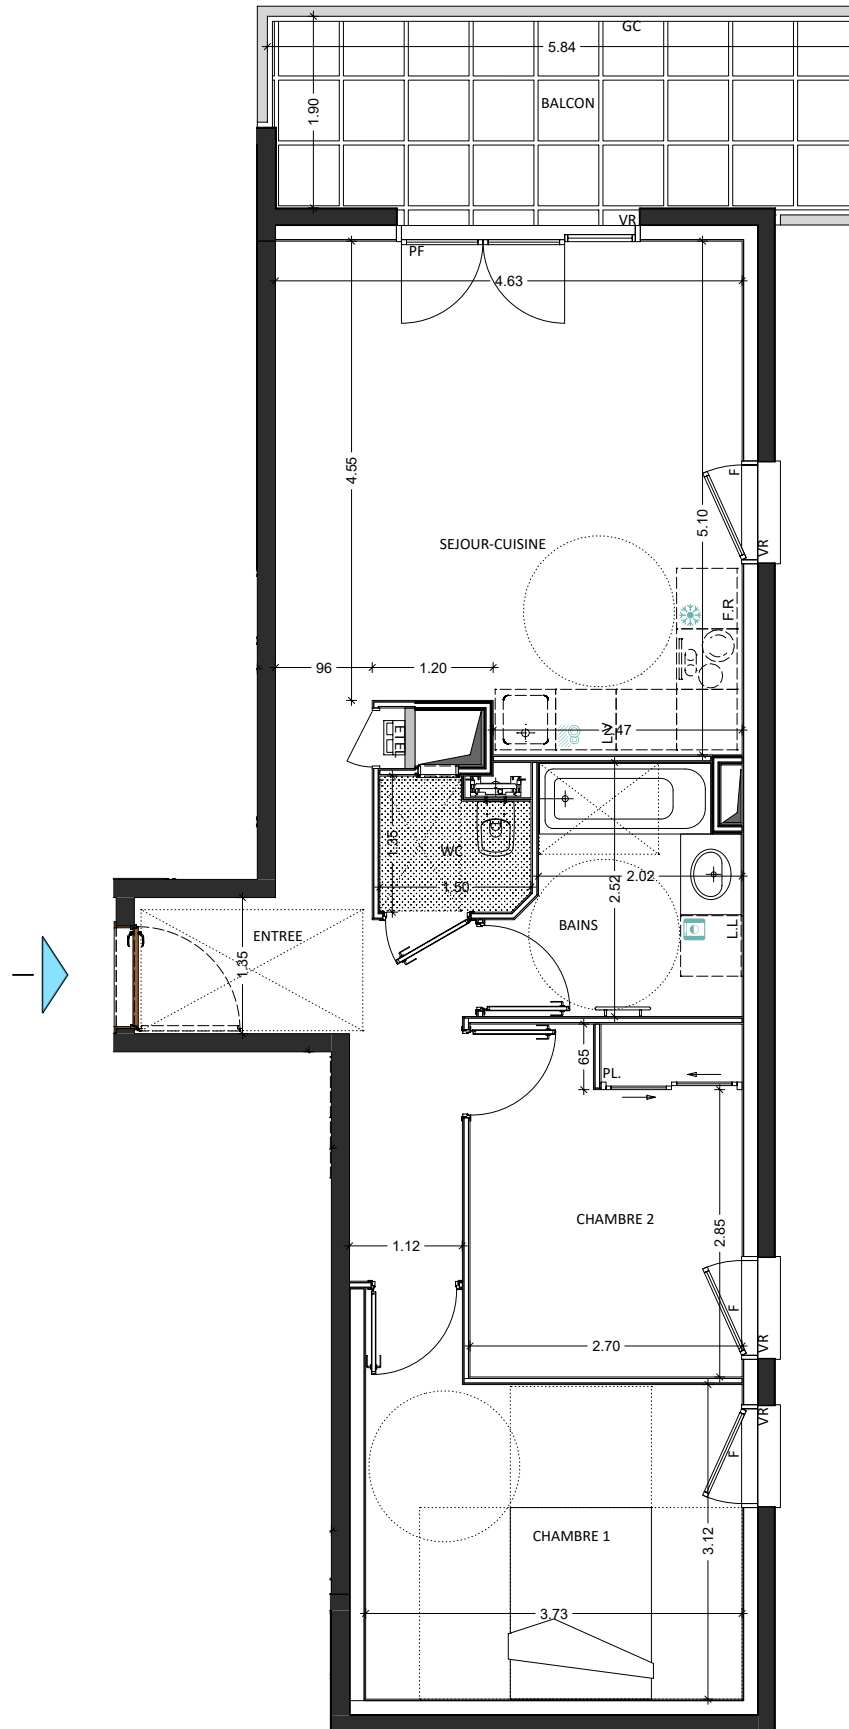 GC
5.84
1.90
BALCON
VR
PF
4.63
4.55
5.10
F
VR
SEJOUR-CUISINE
F.R
96
1.20
2.47
ETEL
1.35
WC
1.50
2.52
2.02
BAINS
L.L
ENTREE
1.35
65
PL.
CHAMBRE 2
2.85
1.12
2.70
F
VR
VR
F
CHAMBRE 1
3.12
3.73